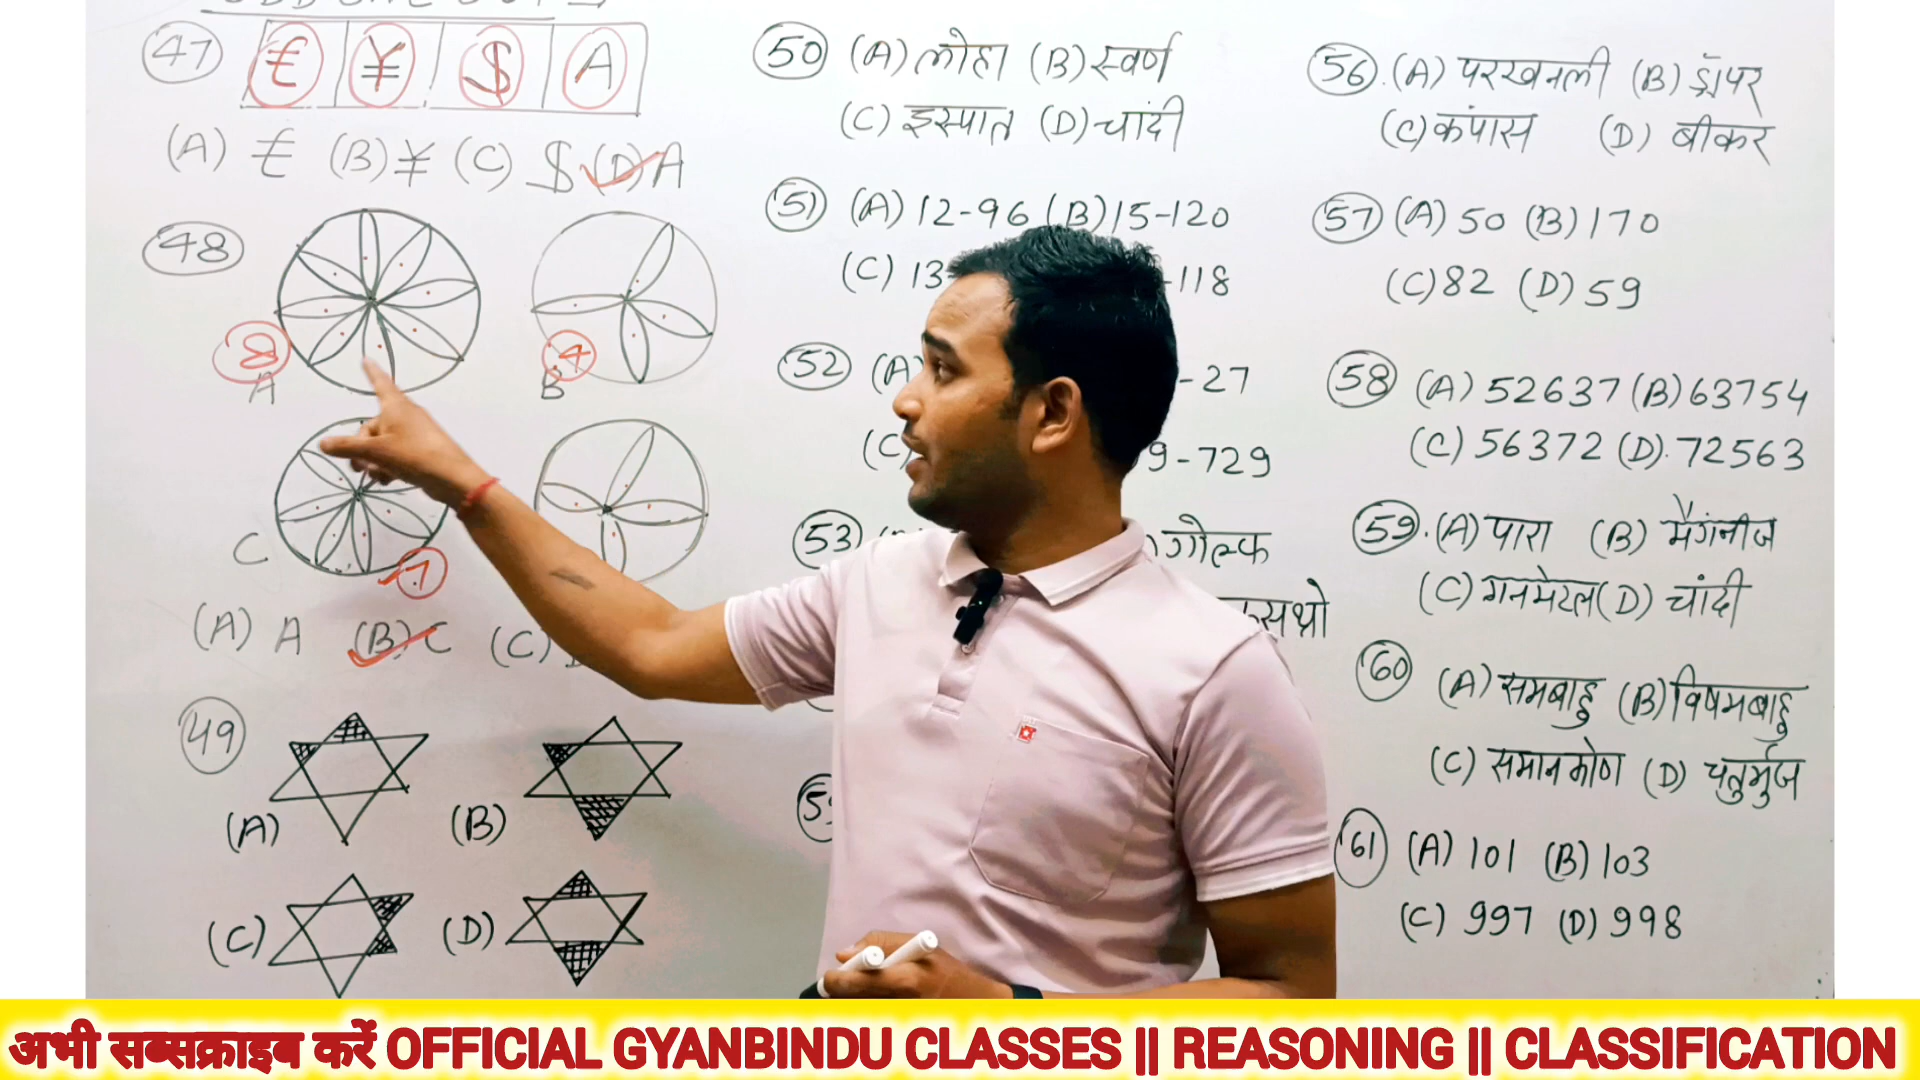 47 € ¥ $ A
(A) € (B) ¥ (C) $ (D) A
48
8
A
4
B
C
7
(A) A (B) C (C)
49
(A)
(B)
(C)
(D)
50 (A) लोहा (B) स्वर्ण
(C) इस्पात (D) चांदी
51 (A) 12-96 (B) 15-120
(C) 13 -118
52 (A) -27
(C) 9-729
53 गोल्फ
56. (A) परखनली (B) ड्रॉपर
(C) कंपास (D) बीकर
57 (A) 50 (B) 170
(C) 82 (D) 59
58 (A) 52637 (B) 63754
(C) 56372 (D). 72563
59. (A) पारा (B) मैगनीज
(C) गनमेटल (D) चांदी
60 (A) समबाहु (B) विषमबाहु
(C) समानकोण (D) चतुर्भुज
61 (A) 101 (B) 103
(C) 997 (D) 998
अभी सब्सक्राइब करें OFFICIAL GYANBINDU CLASSES || REASONING || CLASSIFICATION